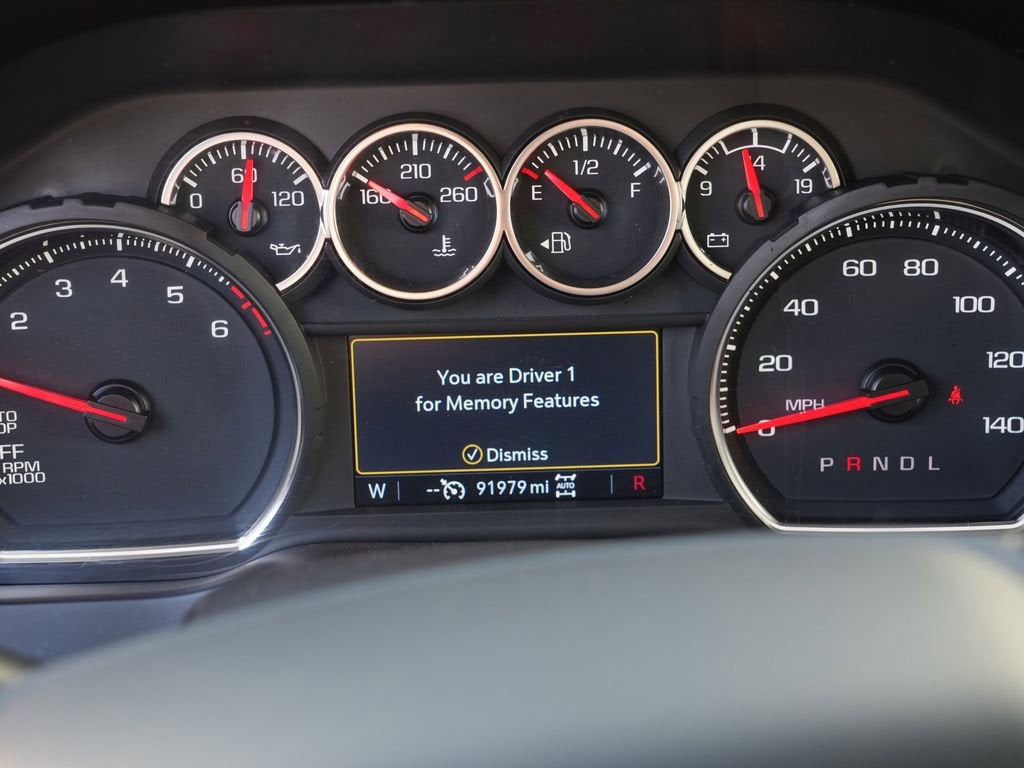 0 60 120
160 210 260
E 1/2 F
9 14 19
2 3 4 5 6
RPM
x1000
You are Driver 1
for Memory Features
Dismiss
W -- 91979 mi AUTO R
0 20 40 60 80 100 120 140
MPH
P R N D L